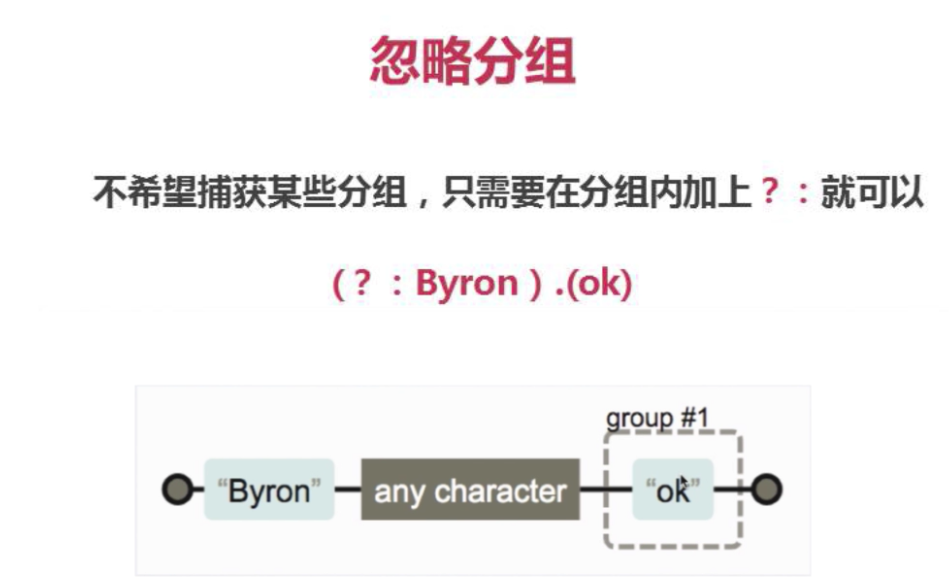 忽略分组
不希望捕获某些分组，只需要在分组内加上？：就可以
(？：Byron）.(ok)
group #1
“Byron” any character “ok”